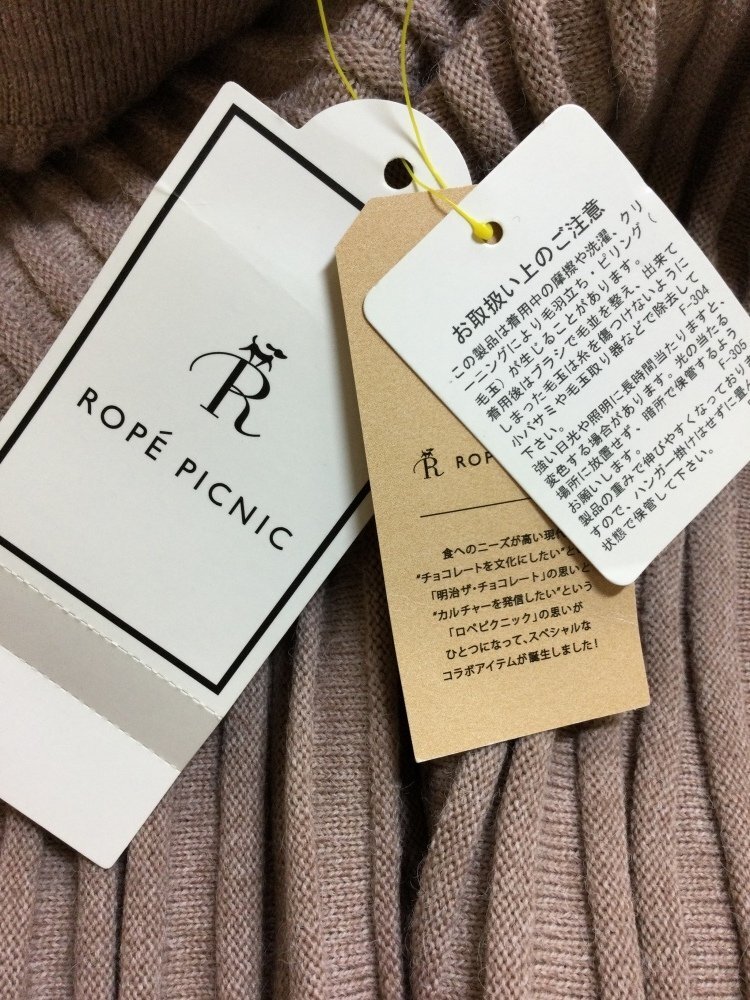 R
ROPÉ PICNIC
R ROP
食へのニーズが高い現代
“チョコレートを文化にしたい”とい
「明治ザ・チョコレート」の思いと
“カルチャーを発信したい”という
「ロペピクニック」の思いが
ひとつになって、スペシャルな
コラボアイテムが誕生しました!
お取扱い上のご注意
この製品は着用中の摩擦や洗濯、クリ
ーニングにより毛羽立ち・ピリング(
毛玉)が生じることがあります。
着用後はブラシで毛並を整え、出来て
しまった毛玉は糸を傷つけないように
小バサミや毛玉取り器などで除去して
下さい。 F-304
強い日光や照明に長時間当たりますと、
変色する場合があります。光の当たる
場所に放置せず、暗所で保管するよう
お願いします。 F-305
製品の重みで伸びやすくなっており
すので、ハンガー掛けはせずに畳
状態で保管して下さい。